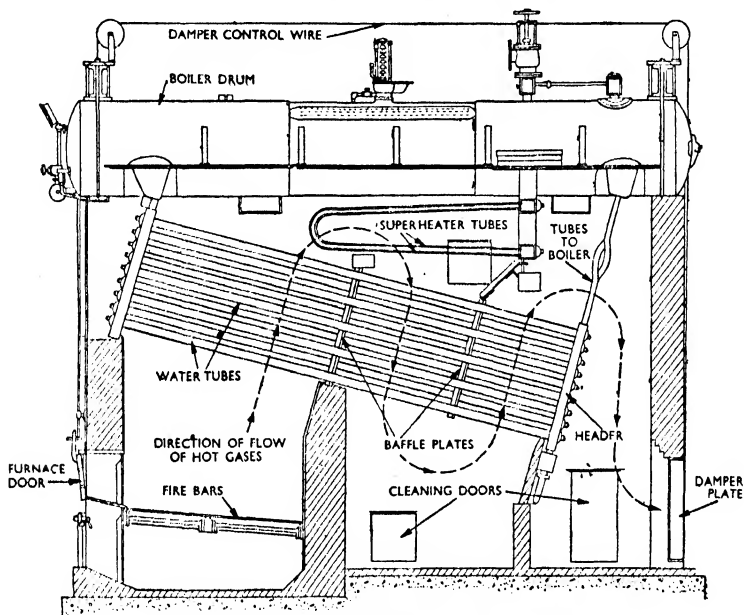 DAMPER CONTROL WIRE
BOILER DRUM
SUPERHEATER TUBES
TUBES
TO
BOILER
WATER TUBES
DIRECTION OF FLOW
OF HOT GASES
BAFFLE PLATES
HEADER
FURNACE
DOOR
FIRE BARS
CLEANING DOORS
DAMPER
PLATE